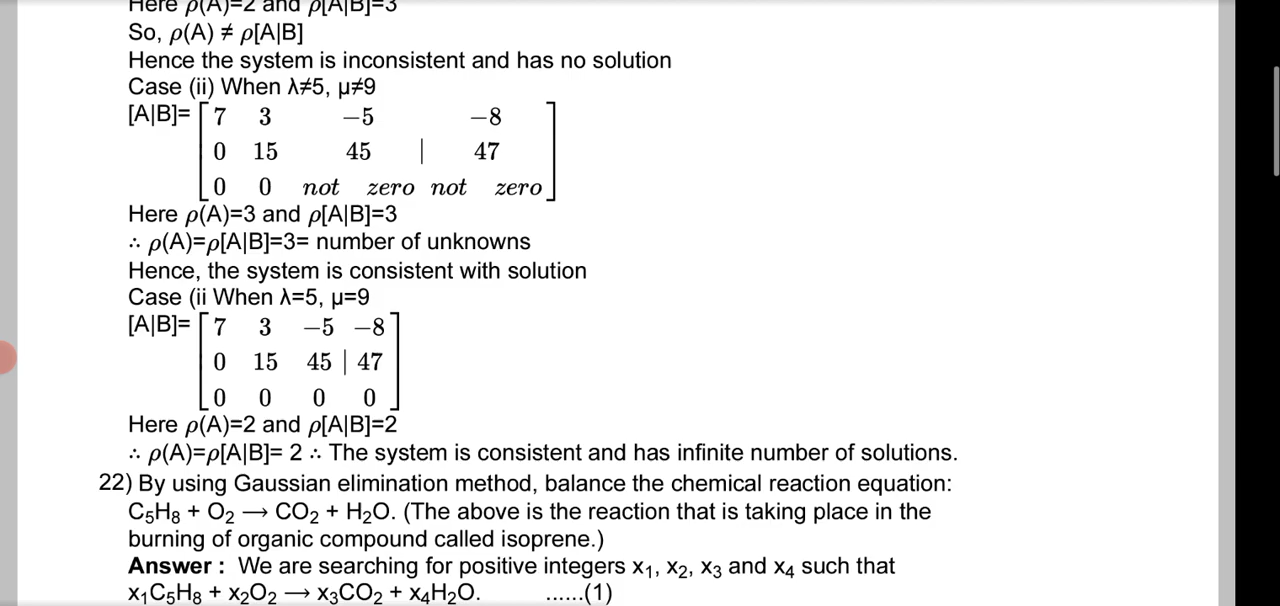 Here ρ(A)=2 and ρ[A|B]=3
So, ρ(A) ≠ ρ[A|B]
Hence the system is inconsistent and has no solution
Case (ii) When λ≠5, μ≠9
[A|B]= [ 7 3 −5 −8
0 15 45 | 47
0 0 not zero not zero ]
Here ρ(A)=3 and ρ[A|B]=3
∴ ρ(A)=ρ[A|B]=3= number of unknowns
Hence, the system is consistent with solution
Case (ii When λ=5, μ=9
[A|B]= [ 7 3 −5 −8
0 15 45 | 47
0 0 0 0 ]
Here ρ(A)=2 and ρ[A|B]=2
∴ ρ(A)=ρ[A|B]= 2 ∴ The system is consistent and has infinite number of solutions.
22) By using Gaussian elimination method, balance the chemical reaction equation:
C₅H₈ + O₂ ⟶ CO₂ + H₂O. (The above is the reaction that is taking place in the
burning of organic compound called isoprene.)
Answer : We are searching for positive integers x₁, x₂, x₃ and x₄ such that
x₁C₅H₈ + x₂O₂ ⟶ x₃CO₂ + x₄H₂O. ......(1)